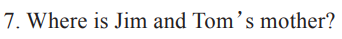 7. Where is Jim and Tom’s mother?